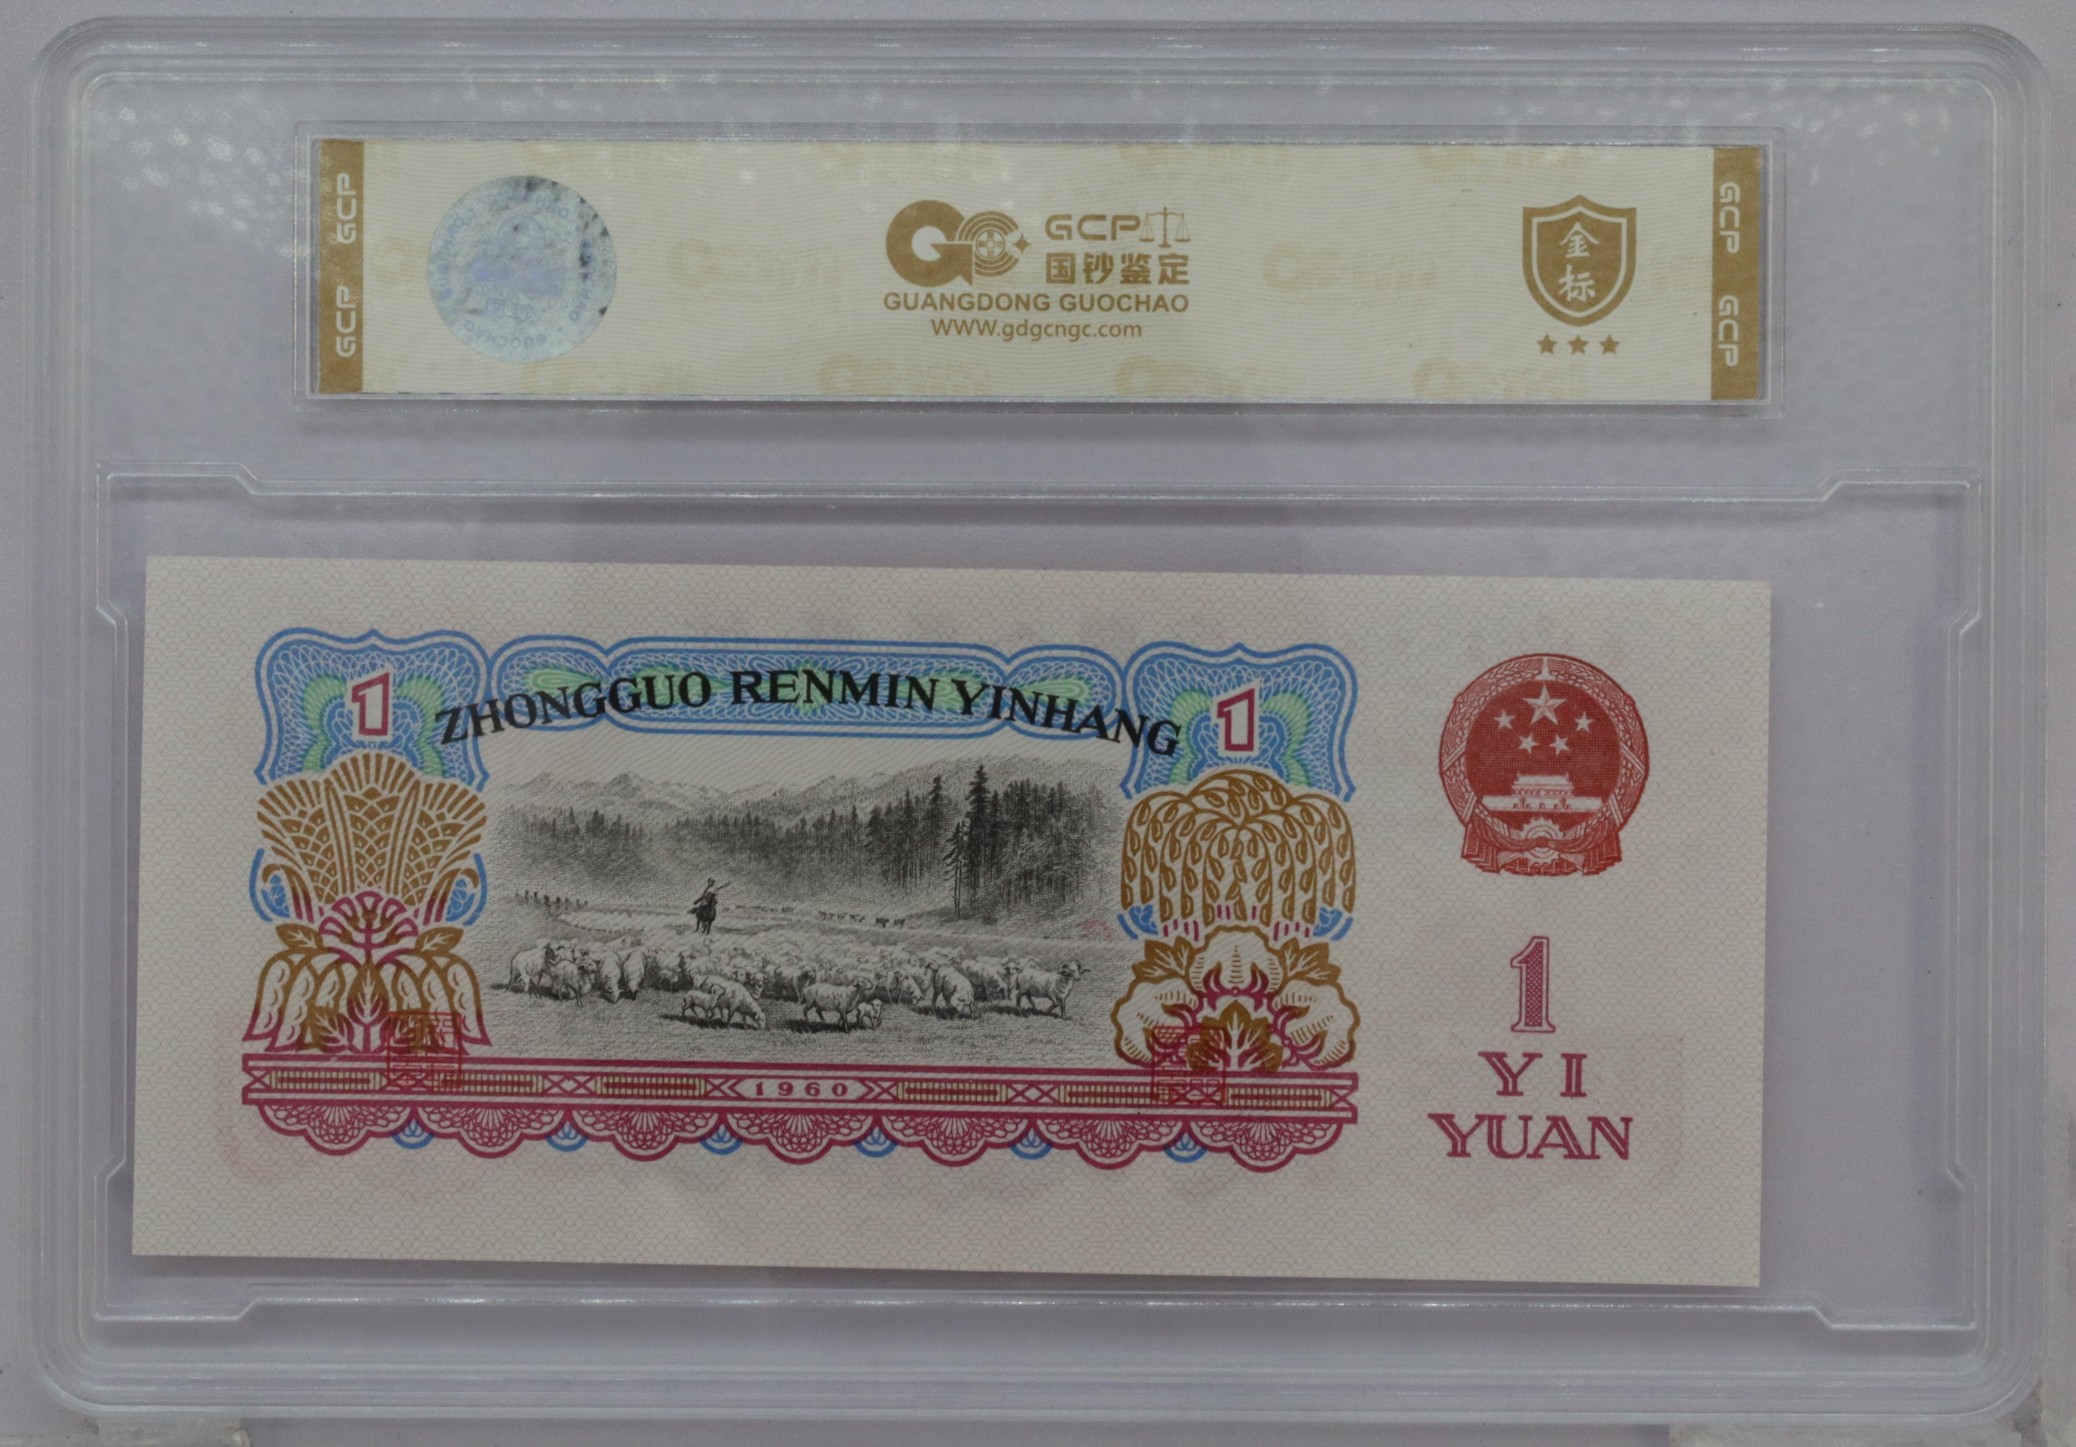 GCP GCP
GCP
国钞鉴定
GUANGDONG GUOCHAO
WWW.gdgcngc.com
金
标
GCP GCP
1
ZHONGGUO RENMIN YINHANG
1
1960
1
YI
YUAN